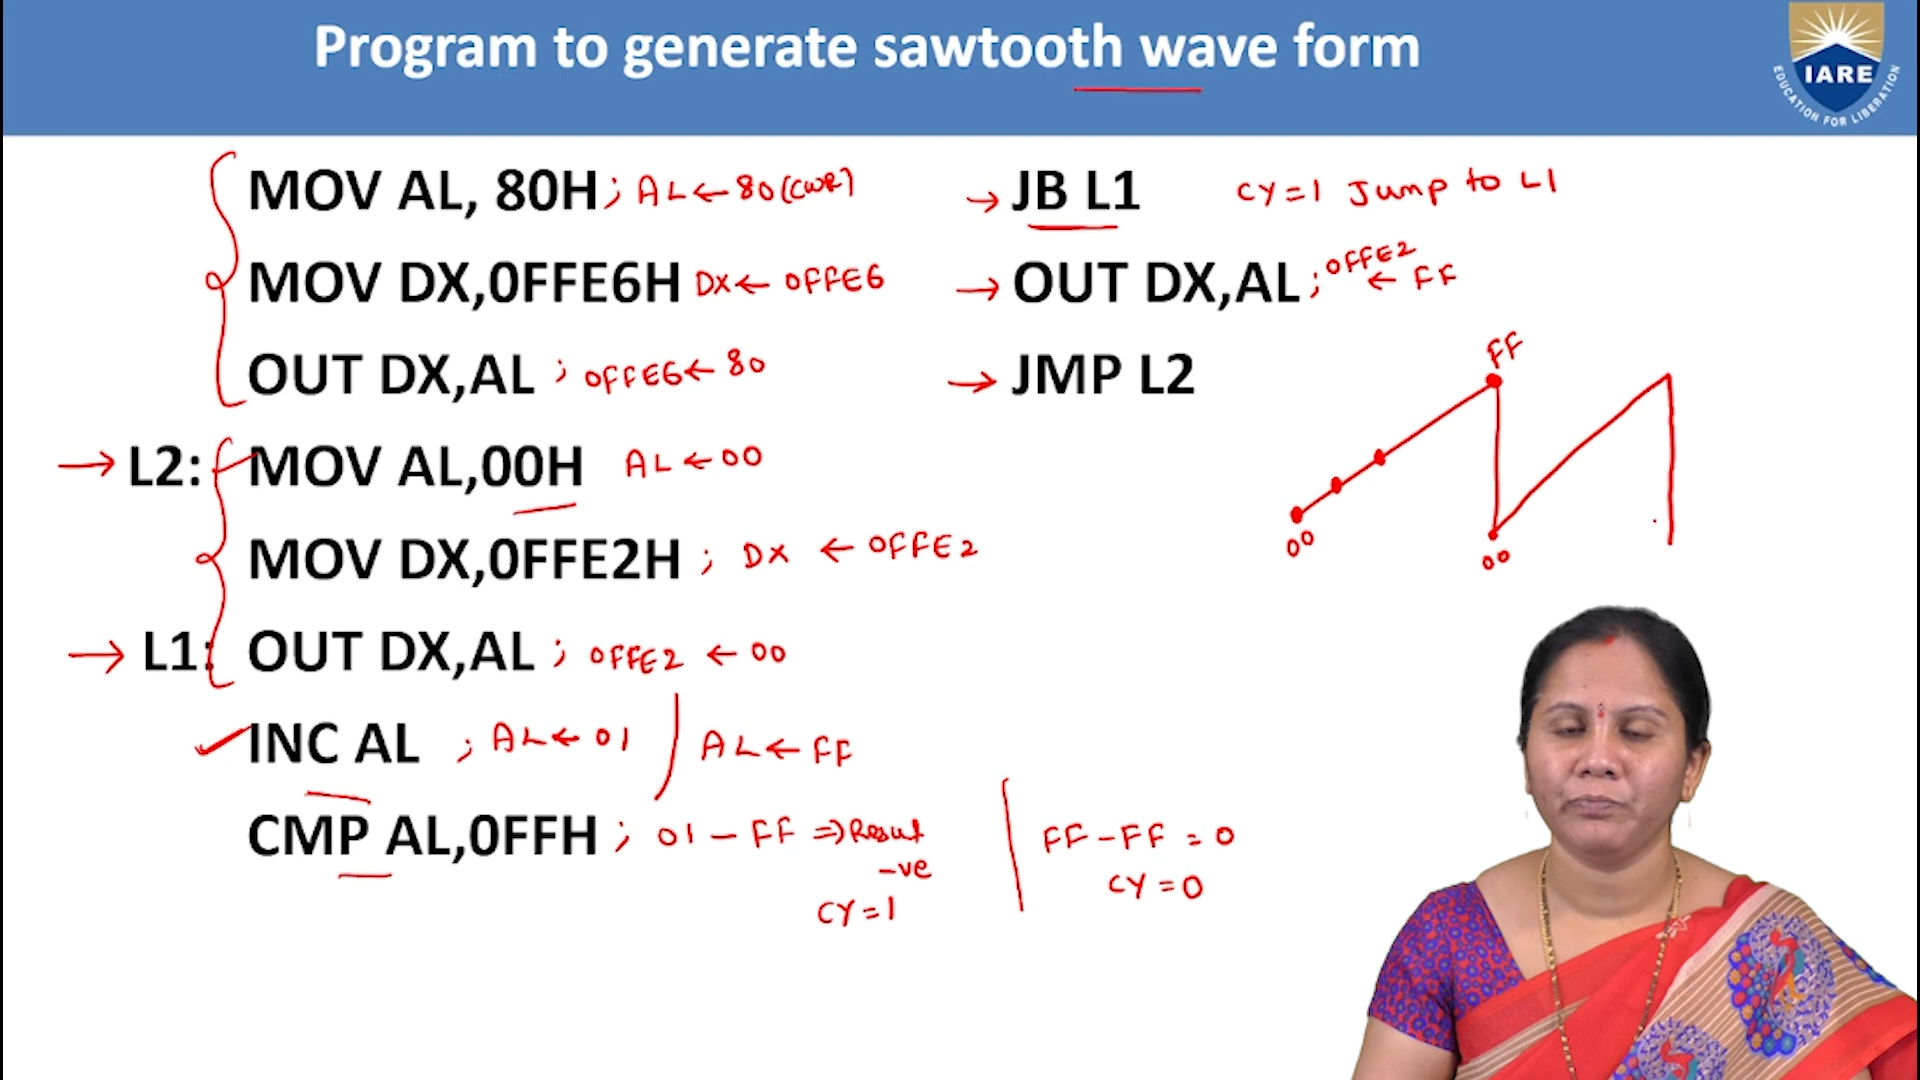 Program to generate sawtooth wave form
IARE
EDUCATION FOR LIBERATION
MOV AL, 80H ; AL ← 80 (CWR)
MOV DX,0FFE6H DX ← 0FFE6
OUT DX,AL ; 0FFE6 ← 80
L2: MOV AL,00H AL ← 00
MOV DX,0FFE2H ; DX ← 0FFE2
L1: OUT DX,AL ; 0FFE2 ← 00
INC AL ; AL ← 01 AL ← FF
CMP AL,0FFH ; 01 - FF ⇒
-ve
CY = 1
FF - FF = 0
CY = 0
→ JB L1 CY = 1 Jump to L1
→ OUT DX,AL ; 0FFE2 ← FF
→ JMP L2
FF
00
00